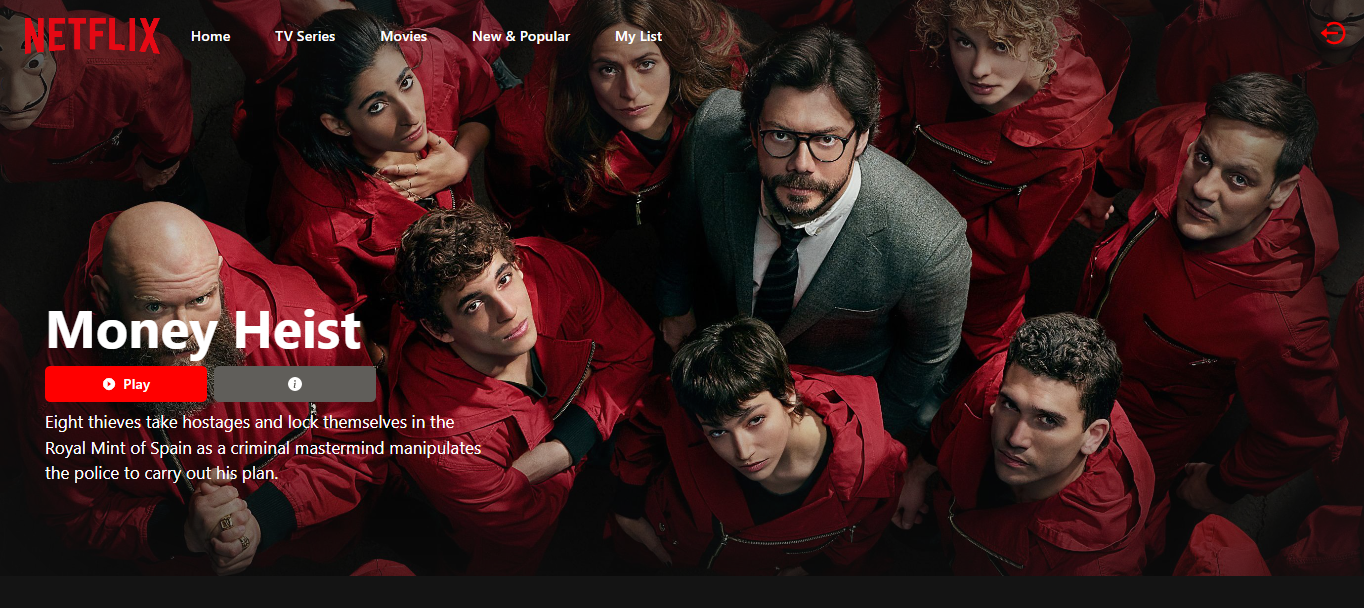 NETFLIX
Home
TV Series
Movies
New & Popular
My List
Money Heist
Play
Eight thieves take hostages and lock themselves in the
Royal Mint of Spain as a criminal mastermind manipulates
the police to carry out his plan.